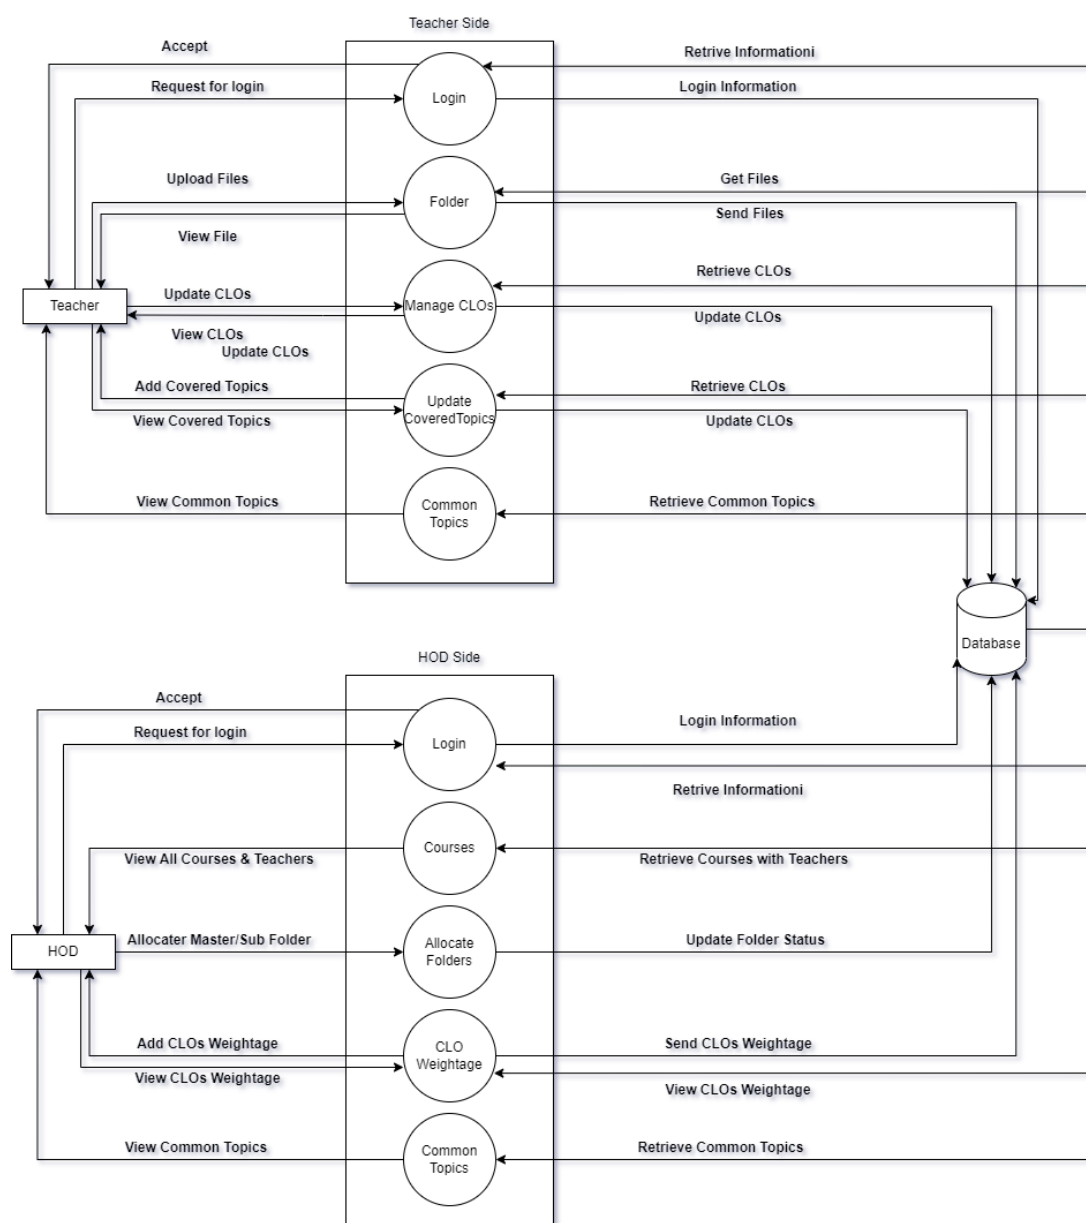 Teacher Side
Accept
Retrive Informationi
Request for login
Login
Login Information
Upload Files
Get Files
Folder
Send Files
View File
Retrieve CLOs
Teacher
Update CLOs
Manage CLOs
Update CLOs
View CLOs
Update CLOs
Add Covered Topics
Retrieve CLOs
Update
CoveredTopics
View Covered Topics
Update CLOs
View Common Topics
Common
Topics
Retrieve Common Topics
Database
HOD Side
Accept
Request for login
Login
Login Information
Retrive Informationi
View All Courses & Teachers
Courses
Retrieve Courses with Teachers
HOD
Allocater Master/Sub Folder
Allocate
Folders
Update Folder Status
Add CLOs Weightage
CLO
Weightage
Send CLOs Weightage
View CLOs Weightage
View CLOs Weightage
View Common Topics
Common
Topics
Retrieve Common Topics